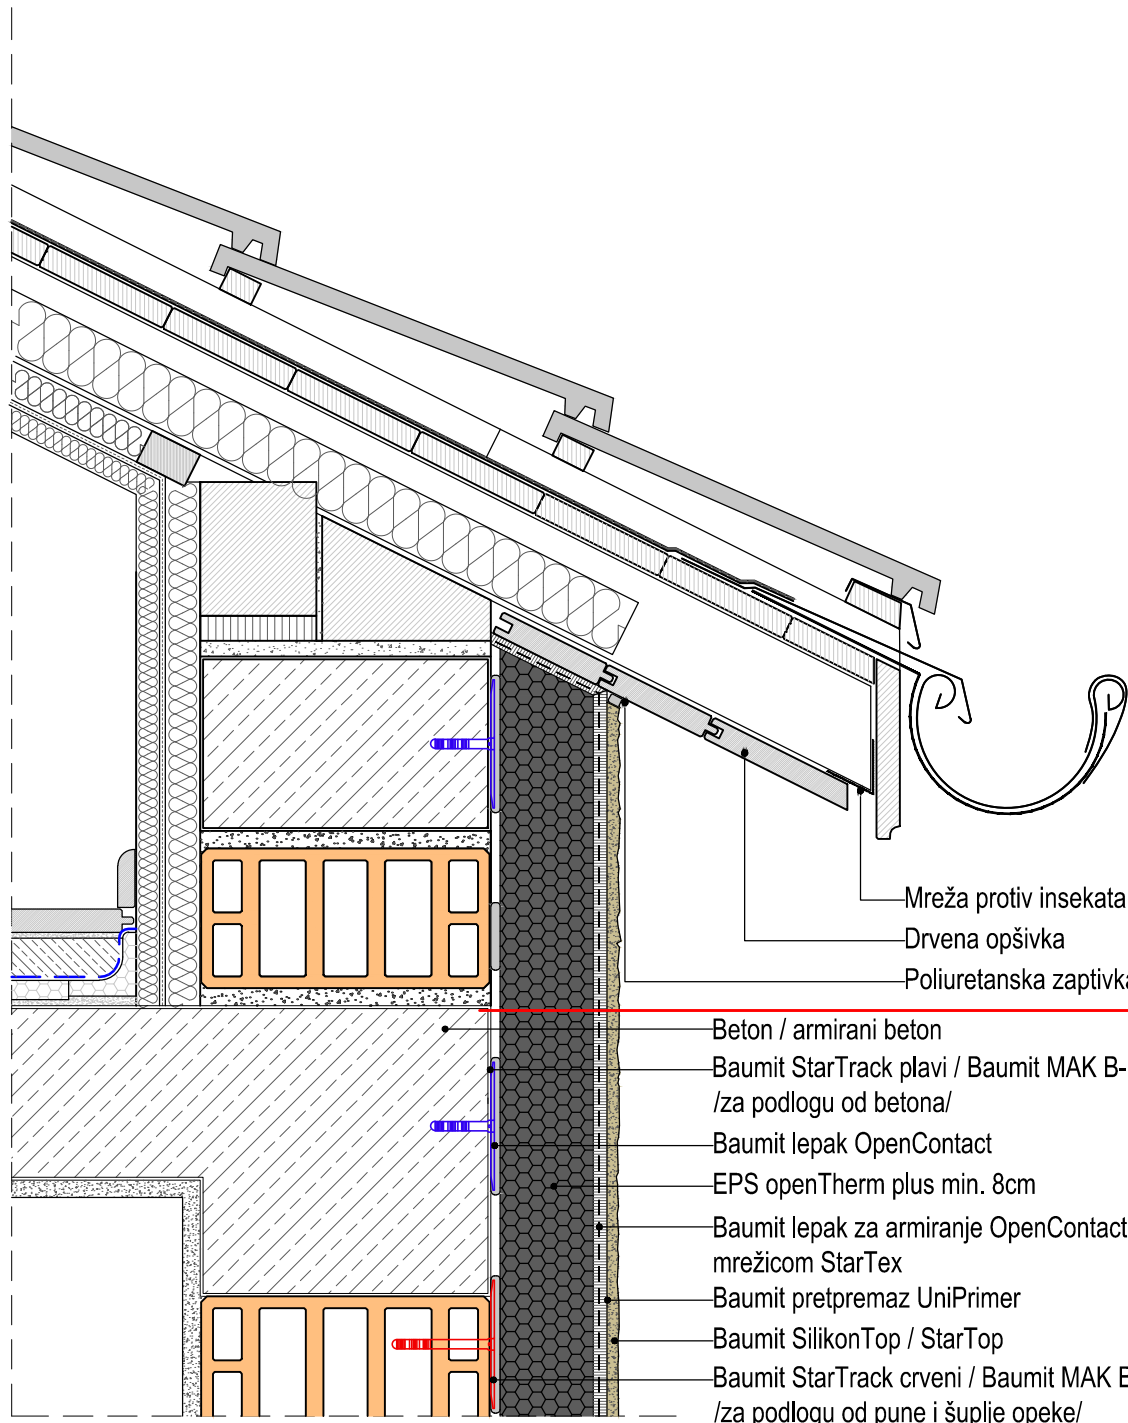 Mreža protiv insekata
Drvena opšivka
Poliuretanska zaptivka
Beton / armirani beton
Baumit StarTrack plavi / Baumit MAK B-
/za podlogu od betona/
Baumit lepak OpenContact
EPS openTherm plus min. 8cm
Baumit lepak za armiranje OpenContact
mrežicom StarTex
Baumit pretpremaz UniPrimer
Baumit SilikonTop / StarTop
Baumit StarTrack crveni / Baumit MAK B
/za podlogu od pune i šuplje opeke/